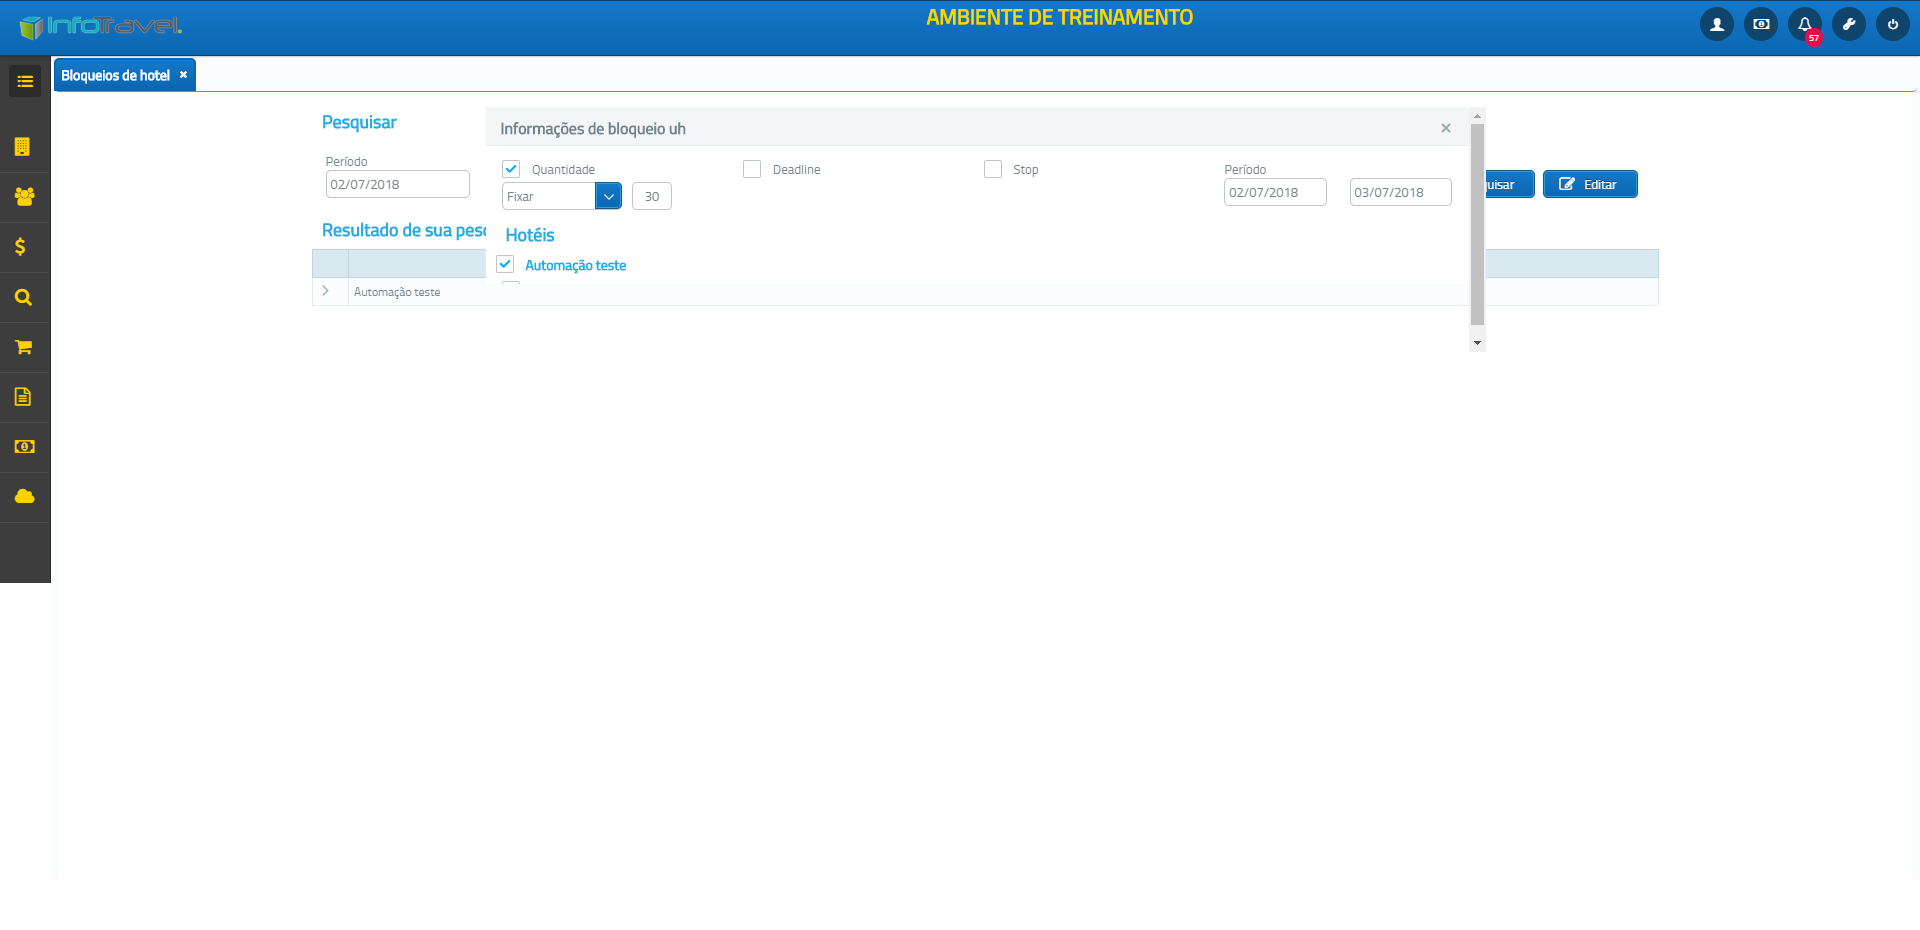 InfoTravel.
AMBIENTE DE TREINAMENTO
57
Bloqueios de hotel
Pesquisar
Informações de bloqueio uh
Período
Quantidade
Deadline
Stop
Período
02/07/2018
Fixar
30
02/07/2018
03/07/2018
Editar
Resultado de sua
Hotéis
Automação teste
Automação teste